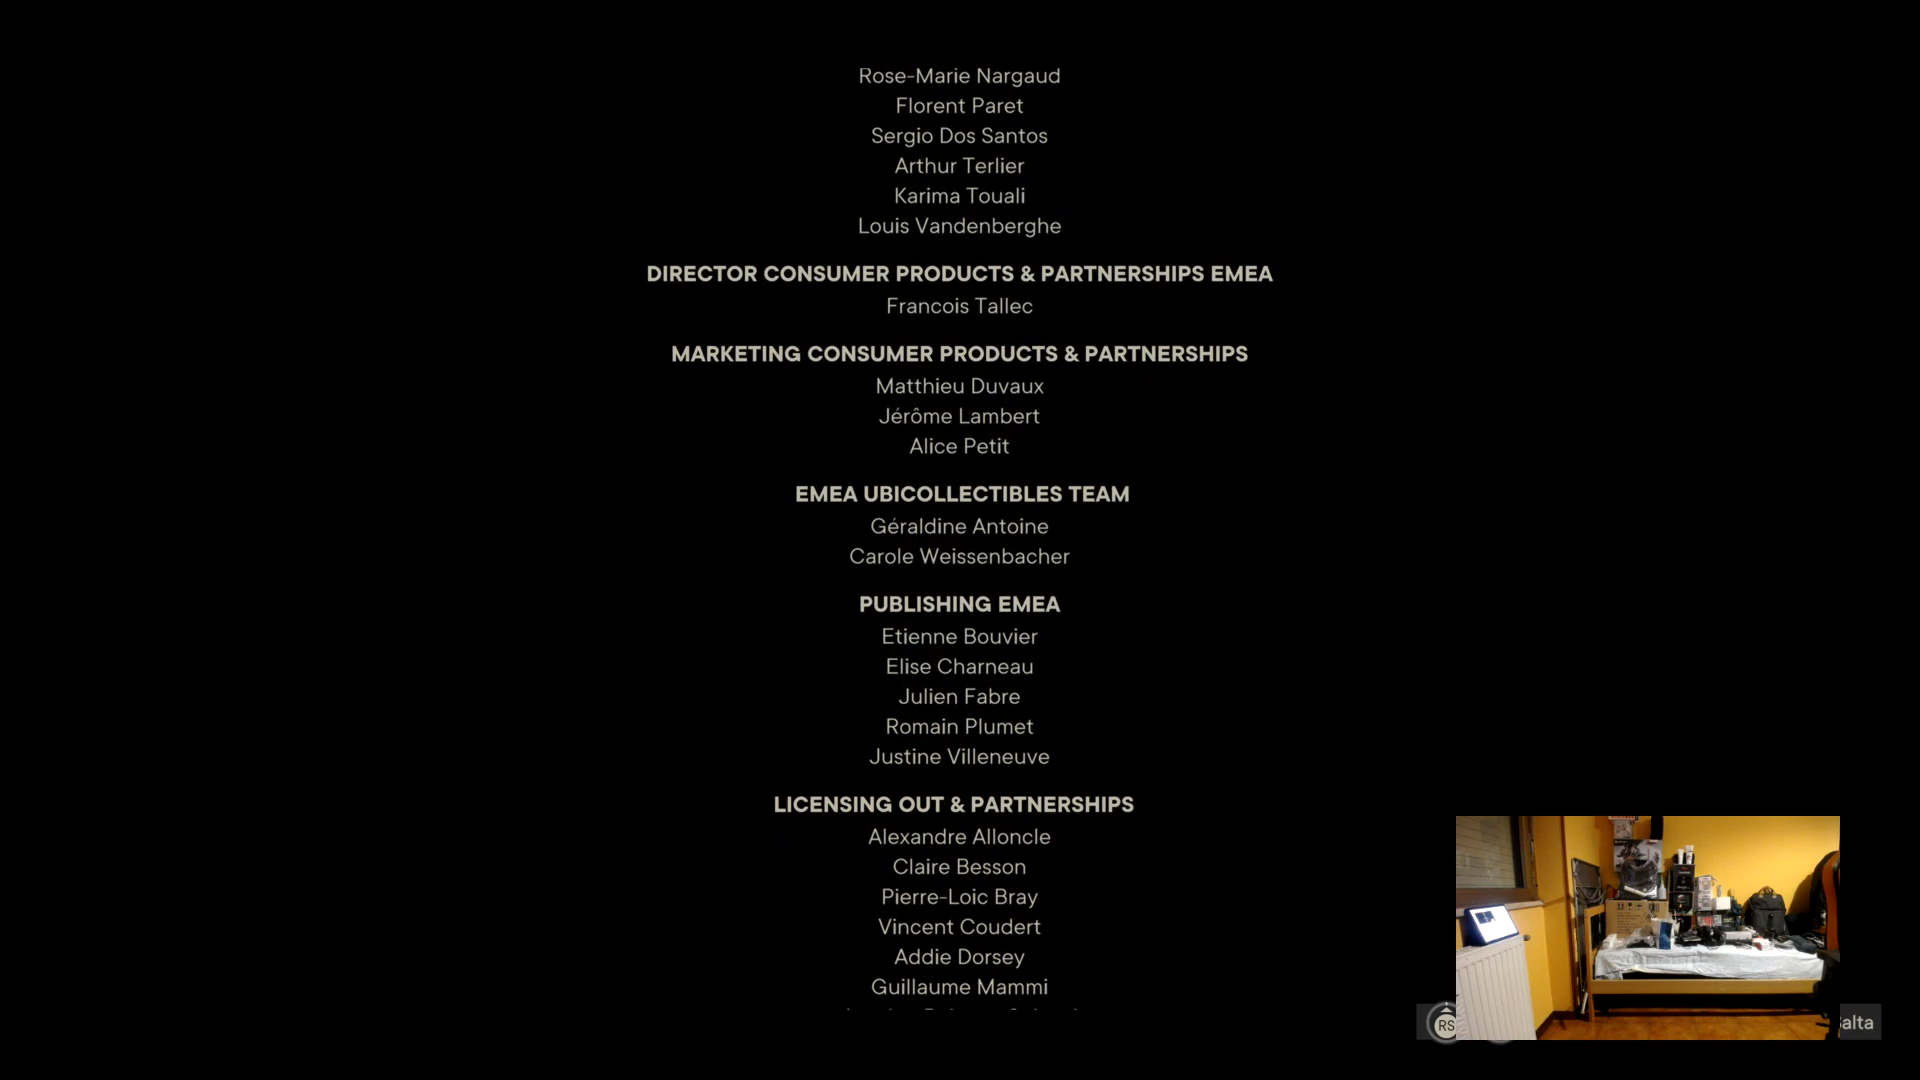 Rose-Marie Nargaud
Florent Paret
Sergio Dos Santos
Arthur Terlier
Karima Touali
Louis Vandenberghe
DIRECTOR CONSUMER PRODUCTS & PARTNERSHIPS EMEA
Francois Tallec
MARKETING CONSUMER PRODUCTS & PARTNERSHIPS
Matthieu Duvaux
Jérôme Lambert
Alice Petit
EMEA UBICOLLECTIBLES TEAM
Géraldine Antoine
Carole Weissenbacher
PUBLISHING EMEA
Etienne Bouvier
Elise Charneau
Julien Fabre
Romain Plumet
Justine Villeneuve
LICENSING OUT & PARTNERSHIPS
Alexandre Alloncle
Claire Besson
Pierre-Loic Bray
Vincent Coudert
Addie Dorsey
Guillaume Mammi
RS alta